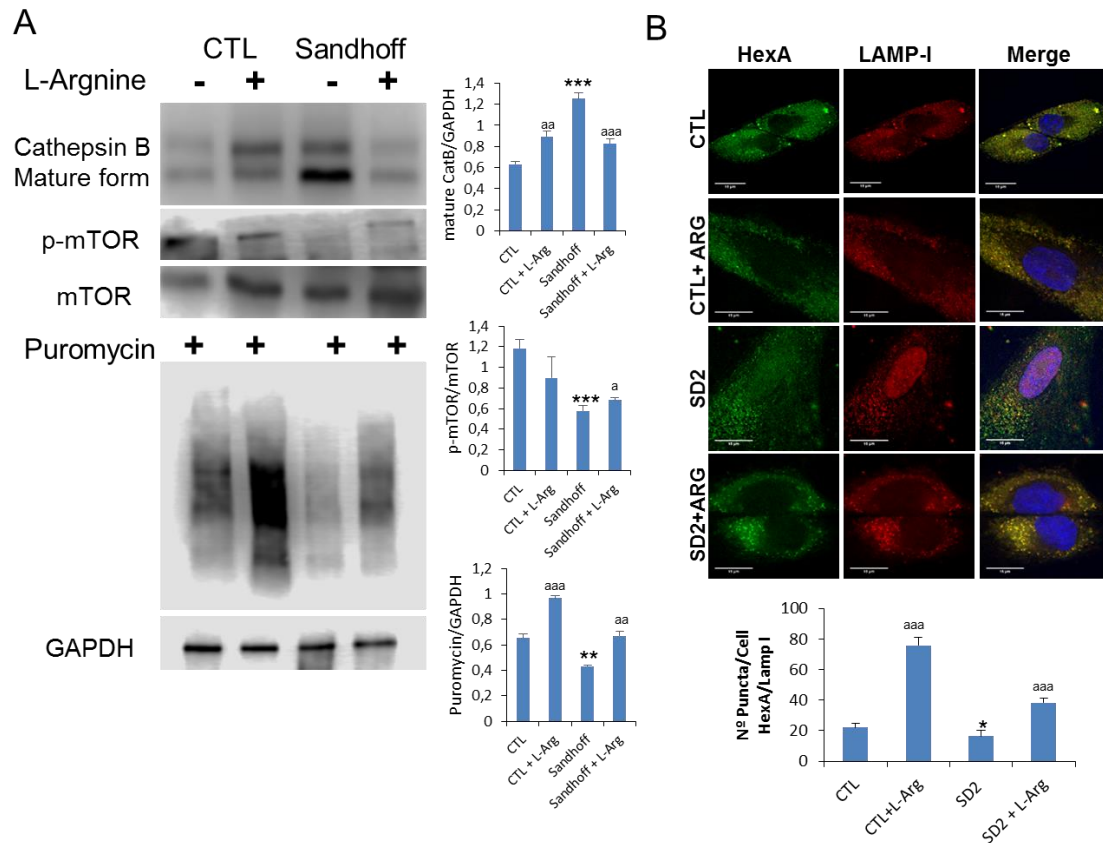 A
CTL Sandhoff
L-Argnine - + - +
Cathepsin B
Mature form
p-mTOR
mTOR
Puromycin + + + +
GAPDH
mature CatB/GAPDH
1,6
1,4
1,2
1
0,8
0,6
0,4
0,2
0
aa
***
aaa
CTL
CTL + L-Arg
Sandhoff
Sandhoff + L-Arg
p-mTOR/mTOR
1,4
1,2
1
0,8
0,6
0,4
0,2
0
***
a
CTL
CTL + L-Arg
Sandhoff
Sandhoff + L-Arg
Puromycin/GAPDH
1,2
1
0,8
0,6
0,4
0,2
0
aaa
**
aa
CTL
CTL + L-Arg
Sandhoff
Sandhoff + L-Arg
B
HexA LAMP-I Merge
CTL
CTL+ ARG
SD2
SD2+ARG
Nº Puncta/Cell
HexA/Lamp I
100
80
60
40
20
0
aaa
*
aaa
CTL
CTL+L-Arg
SD2
SD2 + L-Arg